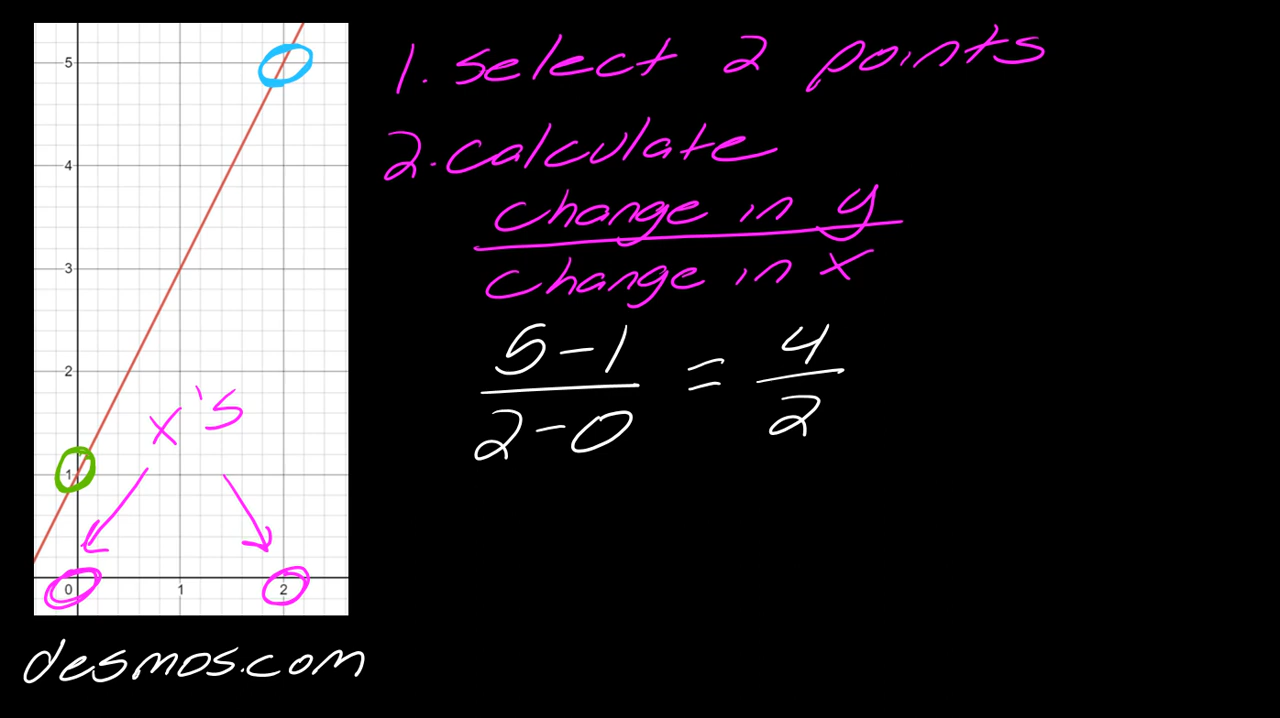 1. select 2 points
2. calculate
change in y
change in x
5-1
2-0
=
4
2
5
4
3
2
x's
1
0 1 2
desmos.com